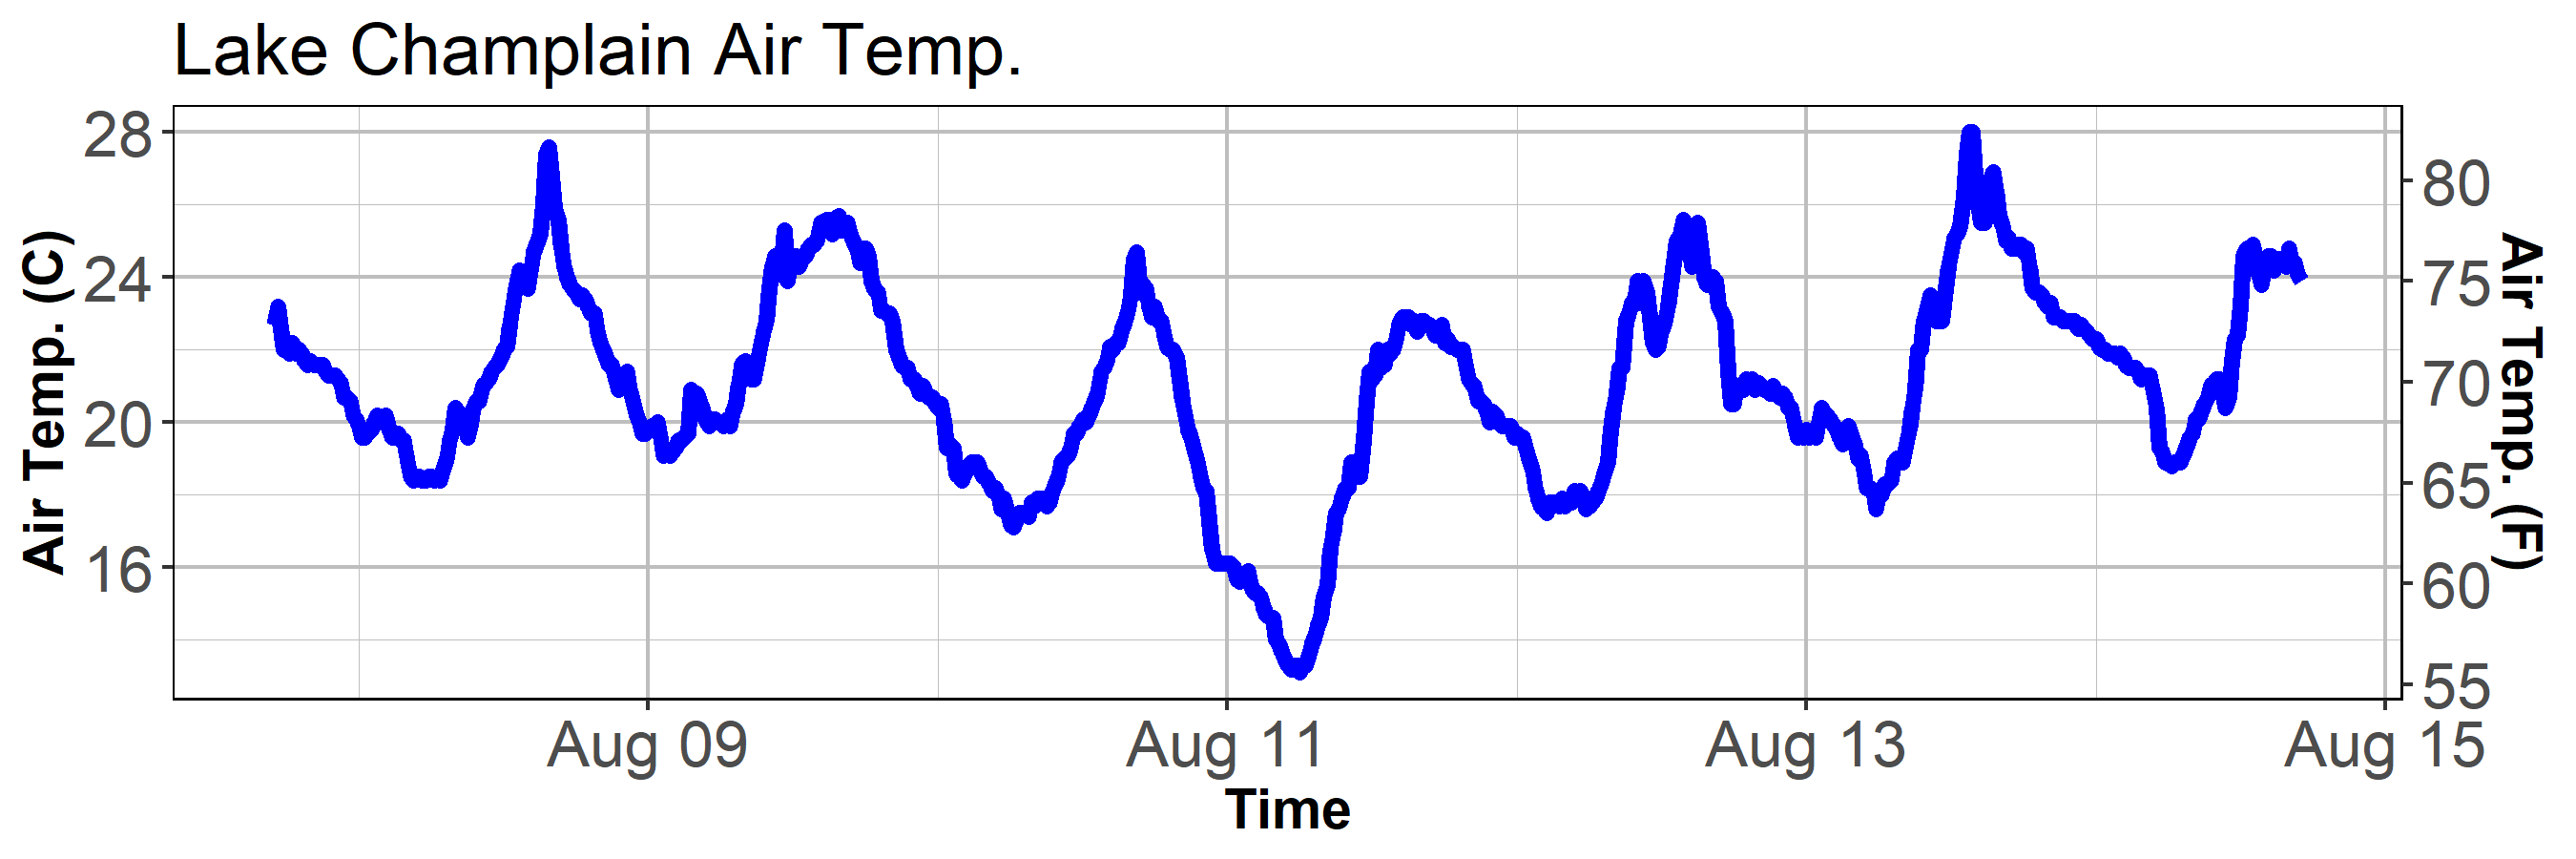 Lake Champlain Air Temp.
28
24
20
16
Air Temp. (C)
80
75
70
65
60
55
Air Temp. (F)
Aug 09
Aug 11
Aug 13
Aug 15
Time